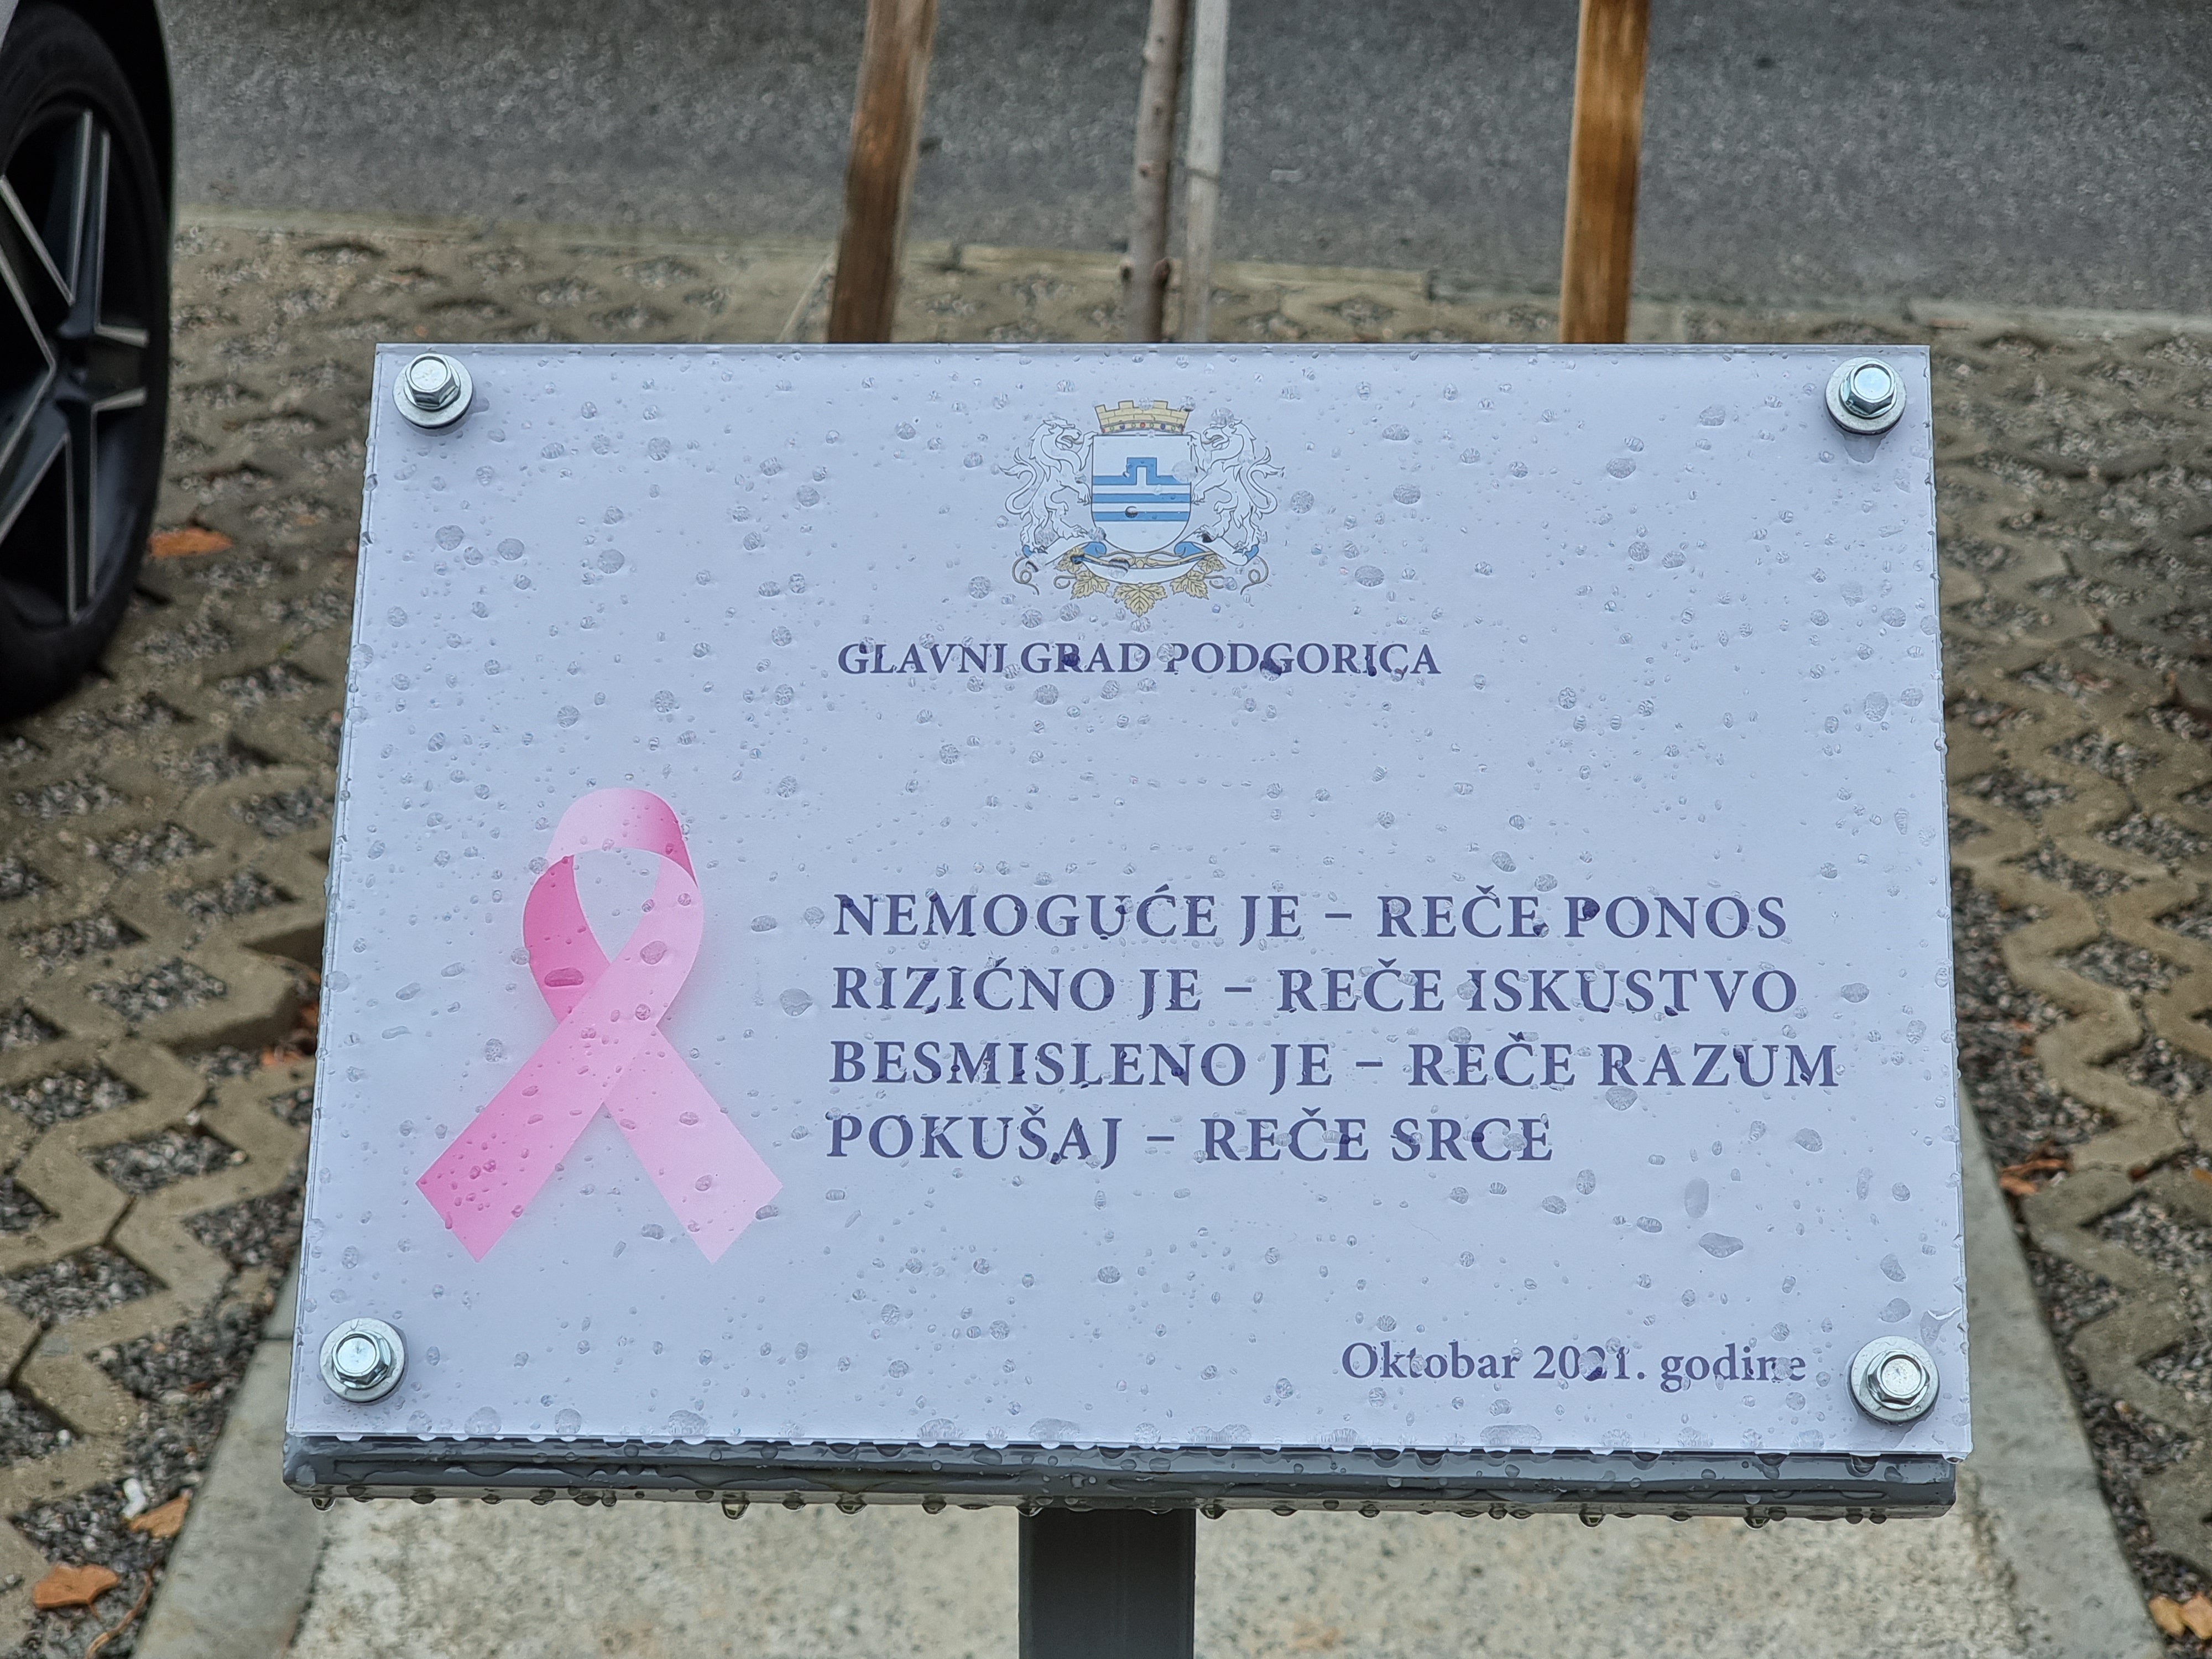 GLAVNI GRAD PODGORICA
NEMOGUĆE JE – REČE PONOS
RIZIĆNO JE – REČE ISKUSTVO
BESMISLENO JE – REČE RAZUM
POKUŠAJ – REČE SRCE
Oktobar 2021. godine